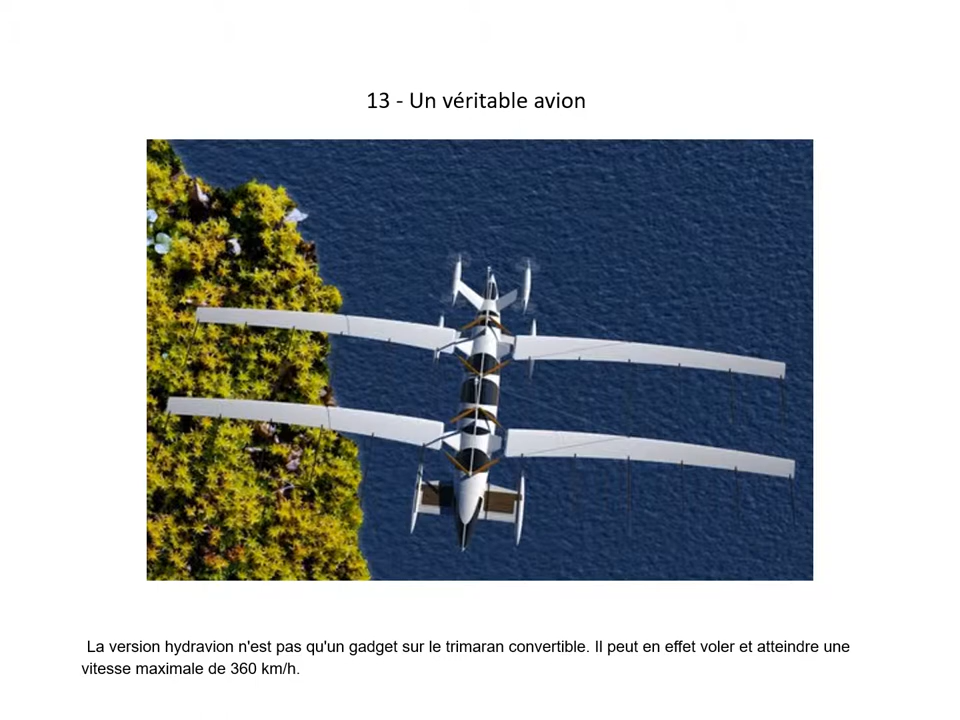 13 - Un véritable avion
La version hydravion n'est pas qu'un gadget sur le trimaran convertible. Il peut en effet voler et atteindre une
vitesse maximale de 360 km/h.